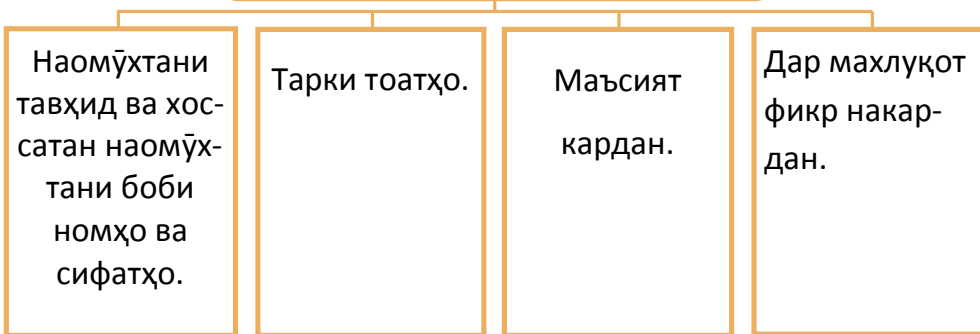 Наомӯхтани
тавҳид ва хос-
сатан наомӯх-
тани боби
номҳо ва
сифатҳо.
Тарки тоатҳо.
Маъсият
кардан.
Дар махлуқот
фикр накар-
дан.